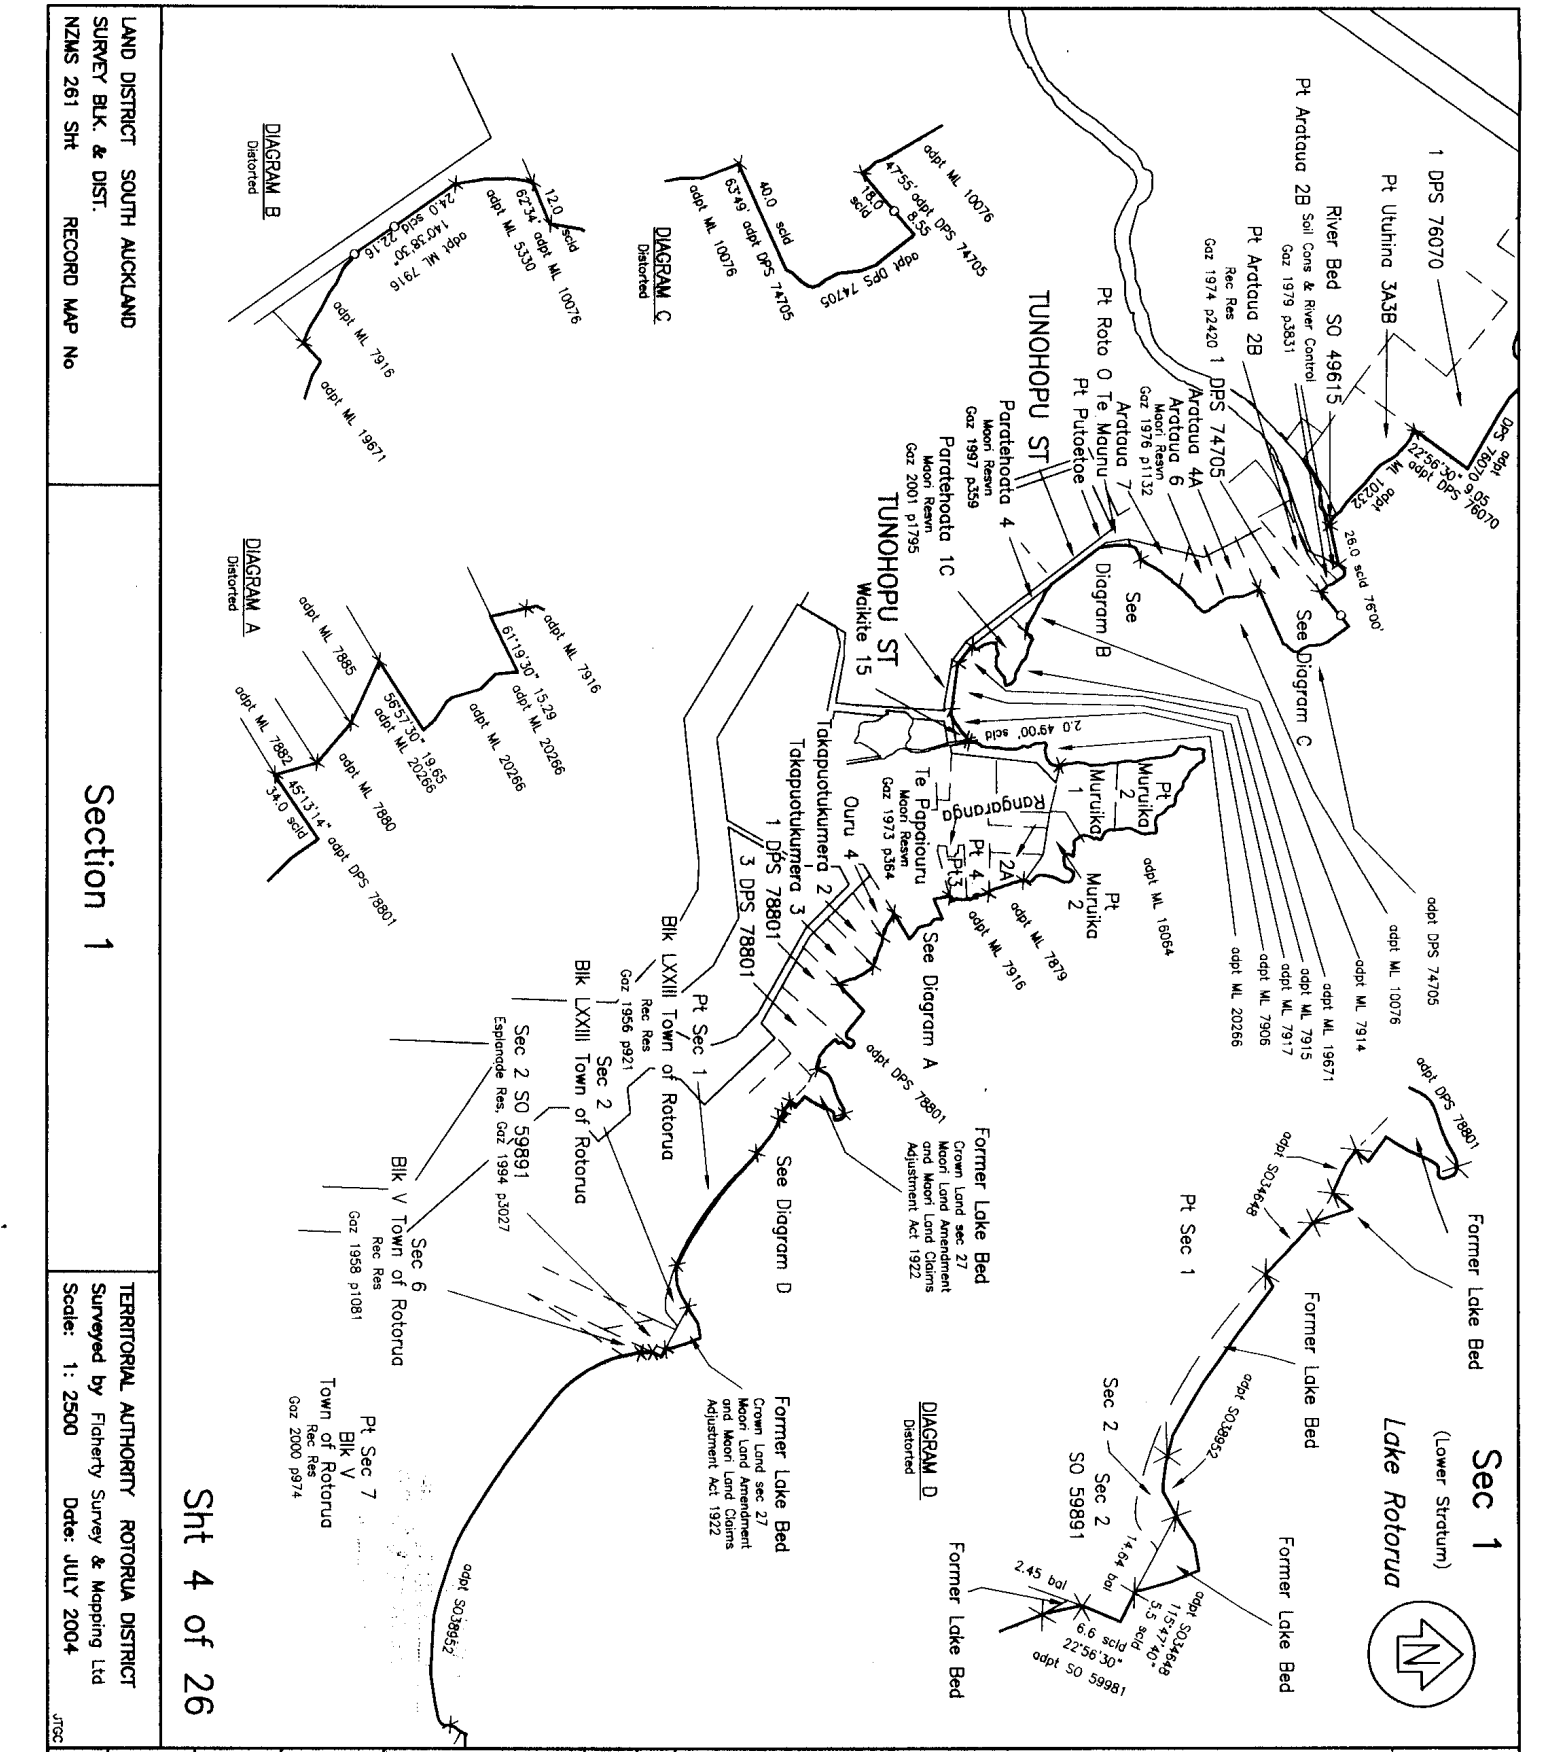 Sec 1
(Lower Stratum)
Lake Rotorua
N
1 DPS 76070
Pt Utuhina 3A3B
River Bed SO 49615
Pt Arataua 2B Soil Cons & River Control
Gaz 1979 p3831
Pt Arataua 2B
Rec Res
Gaz 1974 p2420
1 DPS 74705
Arataua 4A
Arataua 6
Maori Resvn
Gaz 1976 p1132
Arataua 7
Pt Roto O Te Maunu
Pt Putoetoe
TUNOHOPU ST
Paratehoata 4
Maori Resvn
Gaz 1997 p359
Paratehoata 1C
Maori Resvn
Gaz 2001 p1795
TUNOHOPU ST
Waikite 15
adpt
DPS 76070
22°56'30" 9.05
adpt DPS 76070
adpt
ML 10232
26.0 scld 76°00'
See Diagram C
See
Diagram B
2.0 49°00' scld
adpt DPS 74705
adpt ML 10076
adpt ML 7914
adpt ML 19671
adpt ML 7915
adpt ML 7917
adpt ML 7906
adpt ML 20266
Pt
Muruika
2
Muruika
1
Rangaranga
Pt
Muruika
2
adpt ML 16064
2A
Pt 4
Pt3
adpt ML 7879
adpt ML 7916
Te Papaiouru
Maori Resvn
Gaz 1973 p364
Ouru 4
Takapuotukumera 2
Takapuotukumera 3
1 DPS 78801
3 DPS 78801
See Diagram A
adpt DPS 78801
Former Lake Bed
Crown Land sec 27
Maori Land Amendment
and Maori Land Claims
Adjustment Act 1922
See Diagram D
Pt Sec 1
Blk LXXIII Town of Rotorua
Rec Res
Gaz 1956 p921
Sec 2
Blk LXXIII Town of Rotorua
Sec 2 SO 59891
Esplanade Res, Gaz 1994 p3027
Sec 6
Blk V Town of Rotorua
Rec Res
Gaz 1958 p1081
Pt Sec 7
Blk V
Town of Rotorua
Rec Res
Gaz 2000 p974
Former Lake Bed
Crown Land sec 27
Maori Land Amendment
and Maori Land Claims
Adjustment Act 1922
adpt SO38952
adpt DPS 78801
Former Lake Bed
adpt SO34648
Pt Sec 1
Former Lake Bed
adpt SO38952
Sec 2
Sec 2
SO 59891
Former Lake Bed
14.64 bal
adpt SO34648
115°47'40"
5.5 scld
6.6 scld
22°56'30"
adpt SO 59981
2.45 bal
Former Lake Bed
DIAGRAM D
Distorted
adpt ML 10076
47°55' adpt DPS 74705
18.0
scld
8.55
adpt DPS 74705
40.0 scld
63°49' adpt DPS 74705
adpt ML 10076
DIAGRAM C
Distorted
12.0 scld
62°34' adpt ML 10076
adpt ML 5330
24.0 scld
22.16
140°38'30"
adpt ML 7916
adpt ML 7916
adpt ML 19671
DIAGRAM B
Distorted
adpt ML 7916
61°19'30" 15.29
adpt ML 20266
adpt ML 20266
56°57'30" 19.65
adpt ML 20266
adpt ML 7885
adpt ML 7880
adpt ML 7882
45°13'14" adpt DPS 78801
34.0 scld
DIAGRAM A
Distorted
Sht 4 of 26
LAND DISTRICT SOUTH AUCKLAND
SURVEY BLK. & DIST.
NZMS 261 Sht RECORD MAP No
Section 1
TERRITORIAL AUTHORITY ROTORUA DISTRICT
Surveyed by Flaherty Survey & Mapping Ltd
Scale: 1: 2500 Date: JULY 2004
JTGC